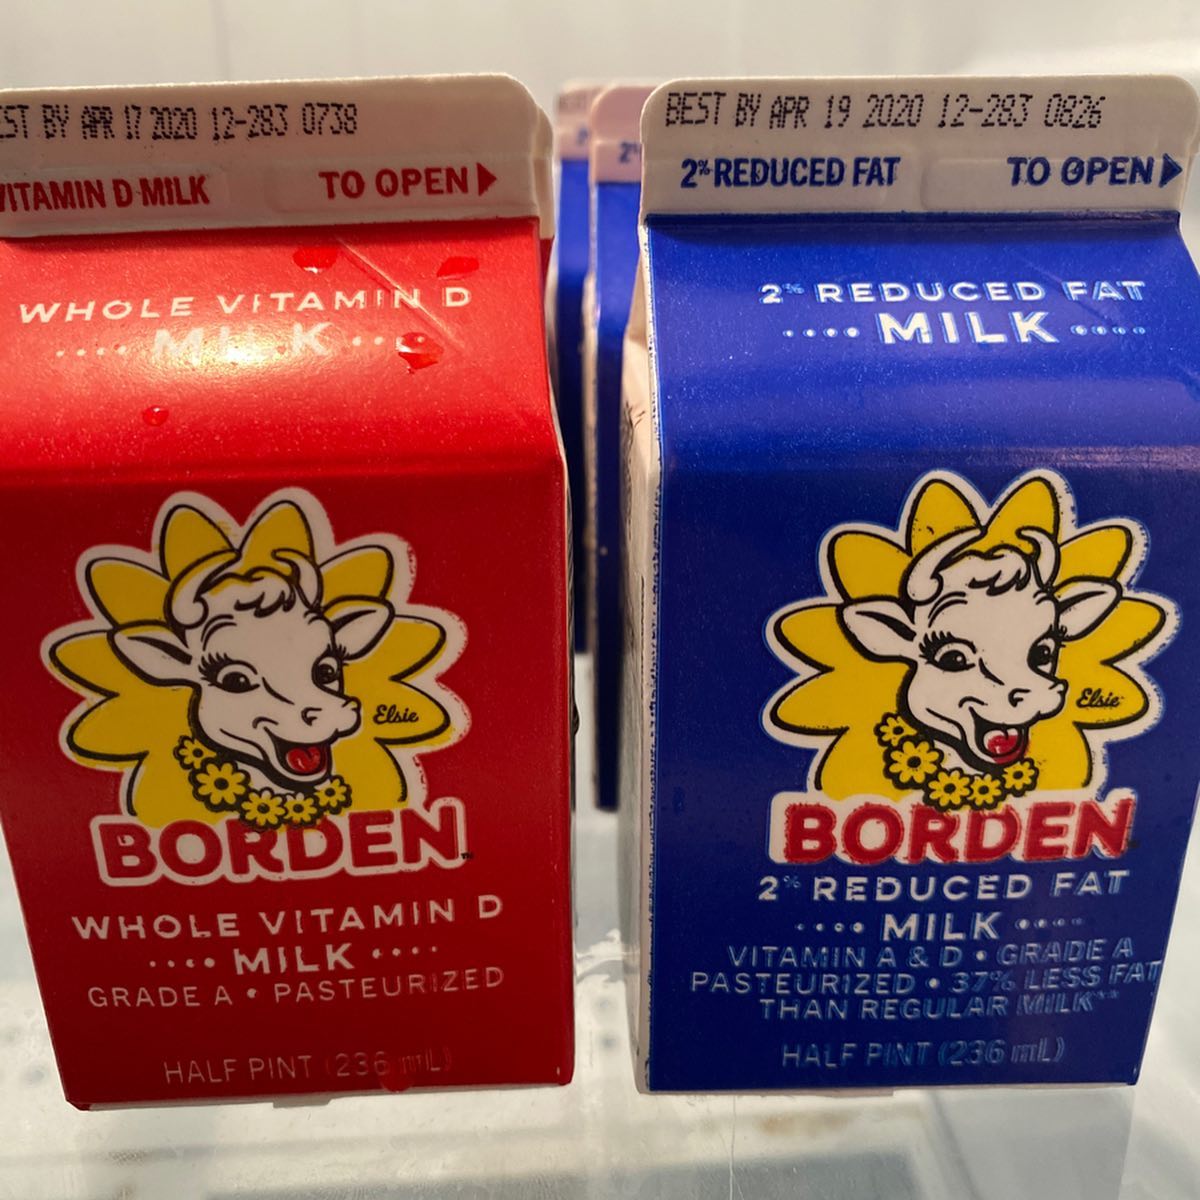 EST BY APR 17 2020 12-283 0738
VITAMIN D MILK TO OPEN
WHOLE VITAMIN D
MILK
Elsie
BORDEN
WHOLE VITAMIN D
MILK
GRADE A • PASTEURIZED
HALF PINT (236 mL)
2%
BEST BY APR 19 2020 12-283 0826
2% REDUCED FAT TO OPEN
2% REDUCED FAT
MILK
Elsie
BORDEN
2% REDUCED FAT
MILK
VITAMIN A & D • GRADE A
PASTEURIZED • 37% LESS FAT
THAN REGULAR MILK**
HALF PINT (236 mL)